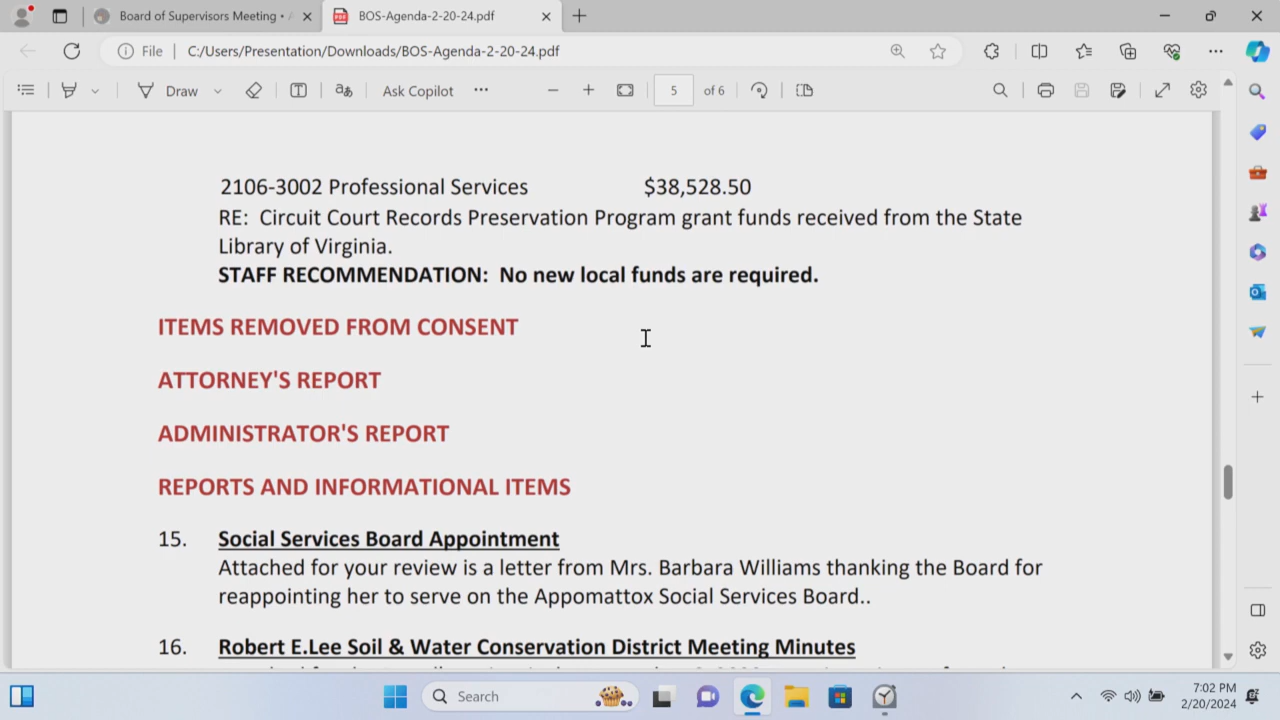 Board of Supervisors Meeting •
BOS-Agenda-2-20-24.pdf
File
C:/Users/Presentation/Downloads/BOS-Agenda-2-20-24.pdf
Draw
Ask Copilot
5 of 6
2106-3002 Professional Services $38,528.50
RE: Circuit Court Records Preservation Program grant funds received from the State
Library of Virginia.
STAFF RECOMMENDATION: No new local funds are required.
ITEMS REMOVED FROM CONSENT
ATTORNEY'S REPORT
ADMINISTRATOR'S REPORT
REPORTS AND INFORMATIONAL ITEMS
15. Social Services Board Appointment
Attached for your review is a letter from Mrs. Barbara Williams thanking the Board for
reappointing her to serve on the Appomattox Social Services Board..
16. Robert E.Lee Soil & Water Conservation District Meeting Minutes
Search
7:02 PM
2/20/2024